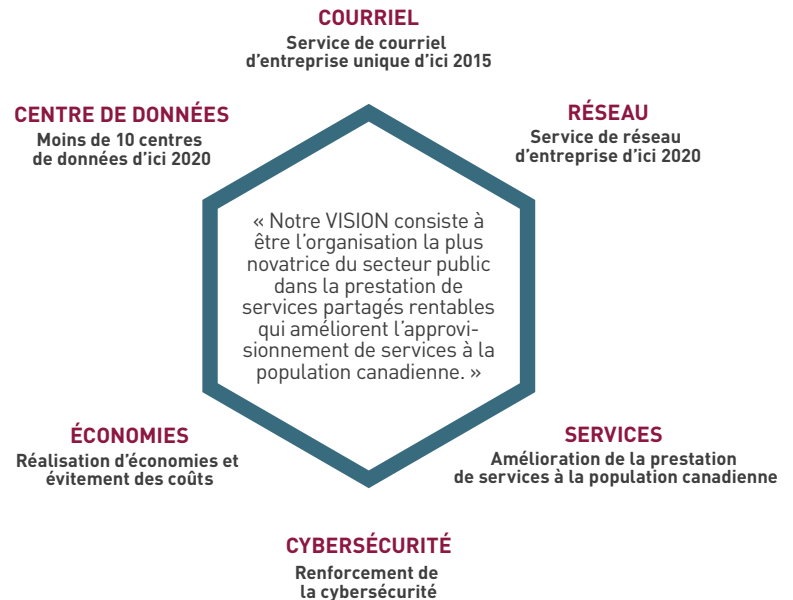 COURRIEL
Service de courriel
d'entreprise unique d'ici 2015
CENTRE DE DONNÉES
Moins de 10 centres
de données d'ici 2020
RÉSEAU
Service de réseau
d'entreprise d'ici 2020
« Notre VISION consiste à
être l'organisation la plus
novatrice du secteur public
dans la prestation de
services partagés rentables
qui améliorent l'approvi-
sionnement de services à la
population canadienne. »
ÉCONOMIES
Réalisation d'économies et
évitement des coûts
SERVICES
Amélioration de la prestation
de services à la population canadienne
CYBERSÉCURITÉ
Renforcement de
la cybersécurité